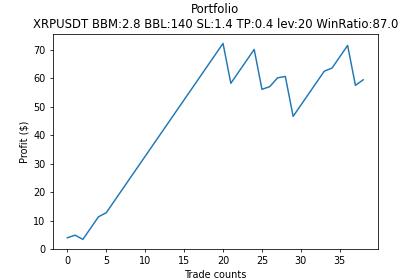 Portfolio
XRPUSDT BBM:2.8 BBL:140 SL:1.4 TP:0.4 lev:20 WinRatio:87.0
Profit ($)
70
60
50
40
30
20
10
0
0 5 10 15 20 25 30 35
Trade counts